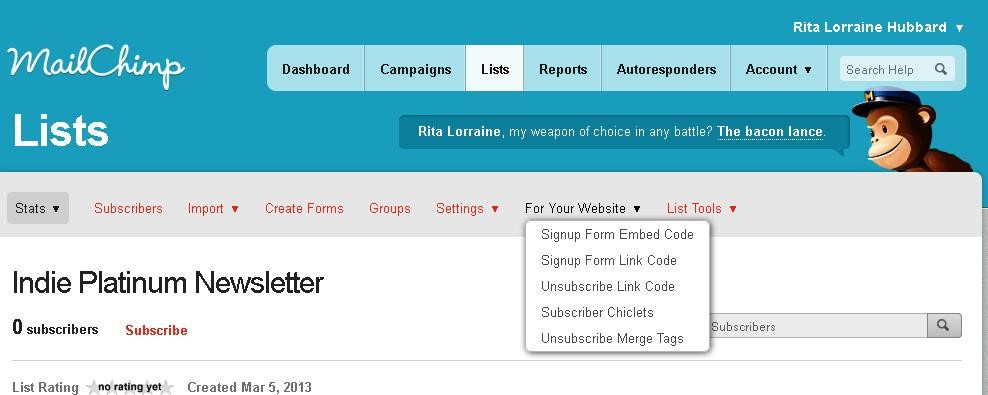 Rita Lorraine Hubbard ▼
MailChimp
Dashboard Campaigns Lists Reports Autoresponders Account ▼ Search Help
Lists
Rita Lorraine, my weapon of choice in any battle? The bacon lance.
Stats ▼ Subscribers Import ▼ Create Forms Groups Settings ▼ For Your Website ▼ List Tools ▼
Signup Form Embed Code
Signup Form Link Code
Unsubscribe Link Code
Subscriber Chiclets
Unsubscribe Merge Tags
Indie Platinum Newsletter
0 subscribers Subscribe
Subscribers
List Rating no rating yet Created Mar 5, 2013